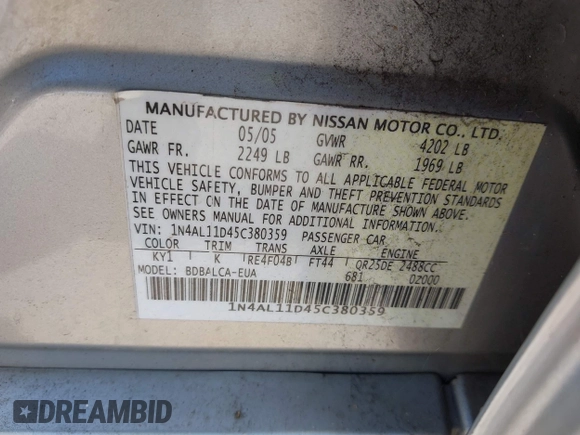 MANUFACTURED BY NISSAN MOTOR CO., LTD.
DATE 05/05 GVWR 4202 LB
GAWR FR. 2249 LB GAWR RR. 1969 LB
THIS VEHICLE CONFORMS TO ALL APPLICABLE FEDERAL MOTOR
VEHICLE SAFETY, BUMPER AND THEFT PREVENTION STANDARDS
IN EFFECT ON THE DATE OF MANUFACTURE SHOWN ABOVE.
SEE OWNERS MANUAL FOR ADDITIONAL INFORMATION.
VIN: 1N4AL11D45C380359 PASSENGER CAR
COLOR TRIM TRANS AXLE ENGINE
KY1 K RE4F04B FT44 QR25DE 2488CC
MODEL: BDBALCA-EUA 681 02000
1N4AL11D45C380359
DREAMBID